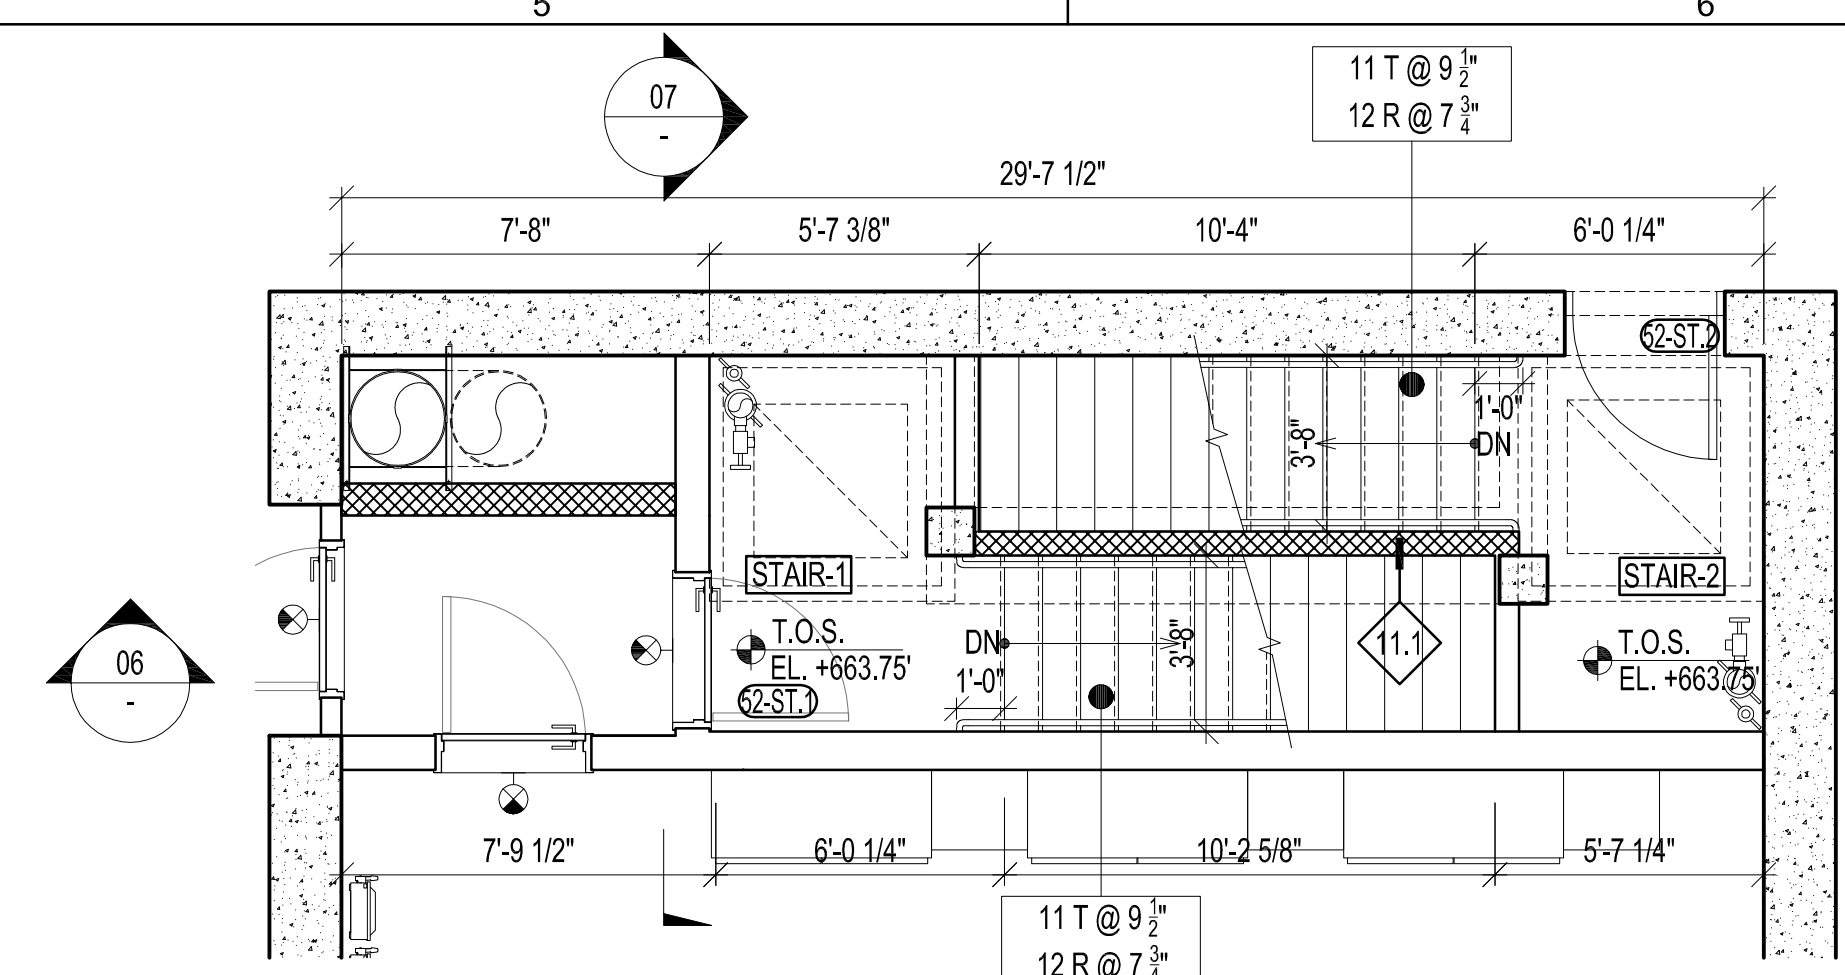 5
6
07
-
11 T @ 9 1/2"
12 R @ 7 3/4"
29'-7 1/2"
7'-8"
5'-7 3/8"
10'-4"
6'-0 1/4"
52-ST.2
1'-0"
3'-8"
DN
STAIR-1
STAIR-2
T.O.S.
EL. +663.75'
52-ST.1
DN
1'-0"
3'-8"
11.1
T.O.S.
EL. +663.75'
06
-
7'-9 1/2"
6'-0 1/4"
10'-2 5/8"
5'-7 1/4"
11 T @ 9 1/2"
12 R @ 7 3/4"